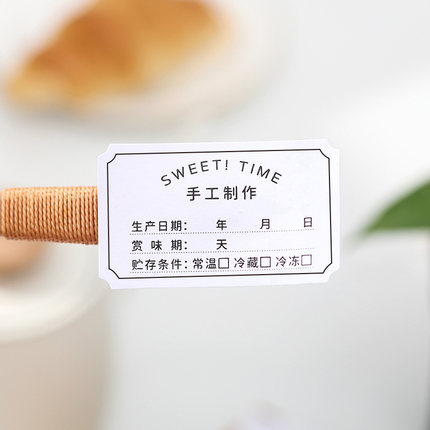 SWEET! TIME
手工制作
生产日期： 年 月 日
赏味期： 天
贮存条件：常温□ 冷藏□ 冷冻□